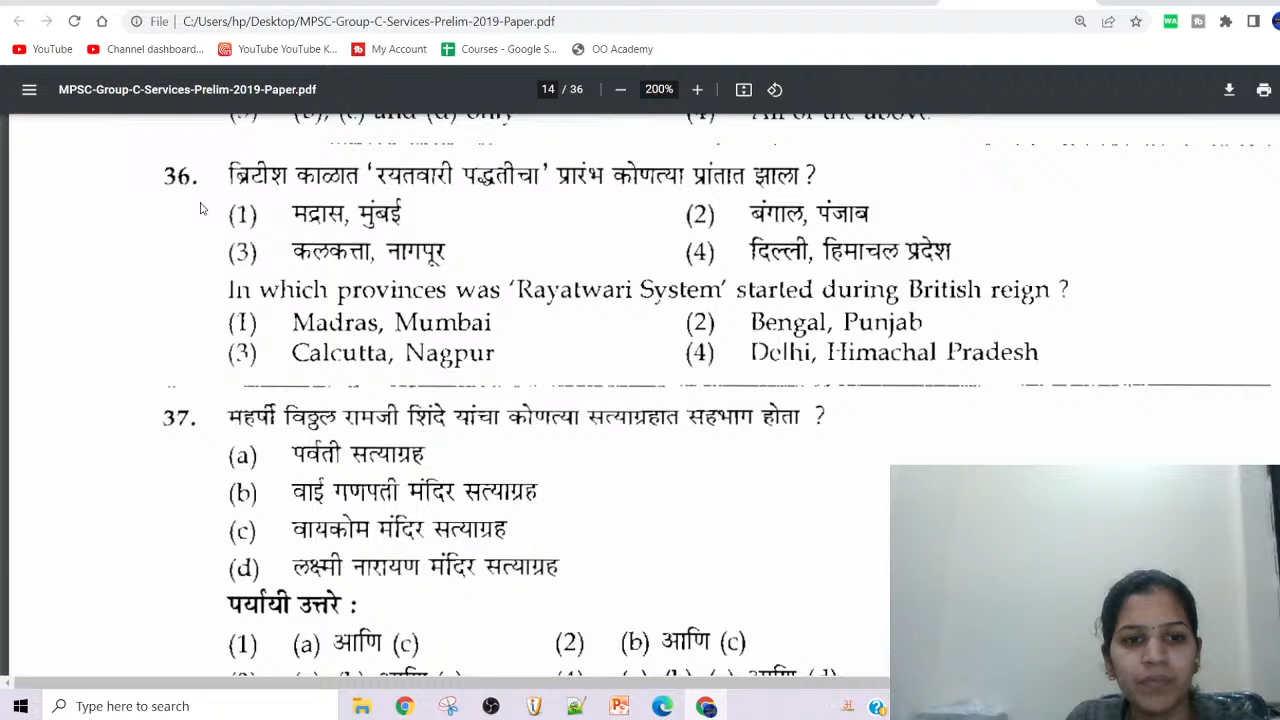 File | C:/Users/hp/Desktop/MPSC-Group-C-Services-Prelim-2019-Paper.pdf
YouTube Channel dashboard... YouTube YouTube K... My Account Courses - Google S... OO Academy
MPSC-Group-C-Services-Prelim-2019-Paper.pdf 14 / 36 200%
36. ब्रिटीश काळात ‘रयतवारी पद्धतीचा’ प्रारंभ कोणत्या प्रांतात झाला ?
(1) मद्रास, मुंबई (2) बंगाल, पंजाब
(3) कलकत्ता, नागपूर (4) दिल्ली, हिमाचल प्रदेश
In which provinces was ‘Rayatwari System’ started during British reign ?
(1) Madras, Mumbai (2) Bengal, Punjab
(3) Calcutta, Nagpur (4) Delhi, Himachal Pradesh
37. महर्षी विठ्ठल रामजी शिंदे यांचा कोणत्या सत्याग्रहात सहभाग होता ?
(a) पर्वती सत्याग्रह
(b) वाई गणपती मंदिर सत्याग्रह
(c) वायकोम मंदिर सत्याग्रह
(d) लक्ष्मी नारायण मंदिर सत्याग्रह
पर्यायी उत्तरे :
(1) (a) आणि (c) (2) (b) आणि (c)
Type here to search